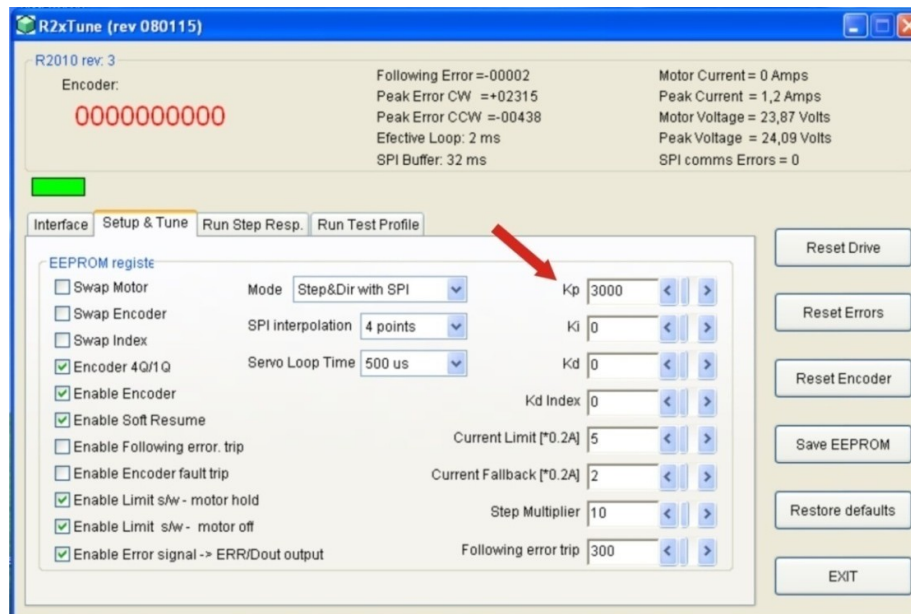 R2xTune (rev 080115)
R2010 rev: 3
Encoder:
0000000000
Following Error =-00002
Peak Error CW =+02315
Peak Error CCW =-00438
Efective Loop: 2 ms
SPI Buffer: 32 ms
Motor Current = 0 Amps
Peak Current = 1,2 Amps
Motor Voltage = 23,87 Volts
Peak Voltage = 24,09 Volts
SPI comms Errors = 0
Interface Setup & Tune Run Step Resp. Run Test Profile
EEPROM registe
Swap Motor
Swap Encoder
Swap Index
Encoder 4Q/1Q
Enable Encoder
Enable Soft Resume
Enable Following error. trip
Enable Encoder fault trip
Enable Limit s/w - motor hold
Enable Limit s/w - motor off
Enable Error signal -> ERR/Dout output
Mode Step&Dir with SPI
SPI interpolation 4 points
Servo Loop Time 500 us
Kp 3000
Ki 0
Kd 0
Kd Index 0
Current Limit [*0.2A] 5
Current Fallback [*0.2A] 2
Step Multiplier 10
Following error trip 300
Reset Drive
Reset Errors
Reset Encoder
Save EEPROM
Restore defaults
EXIT